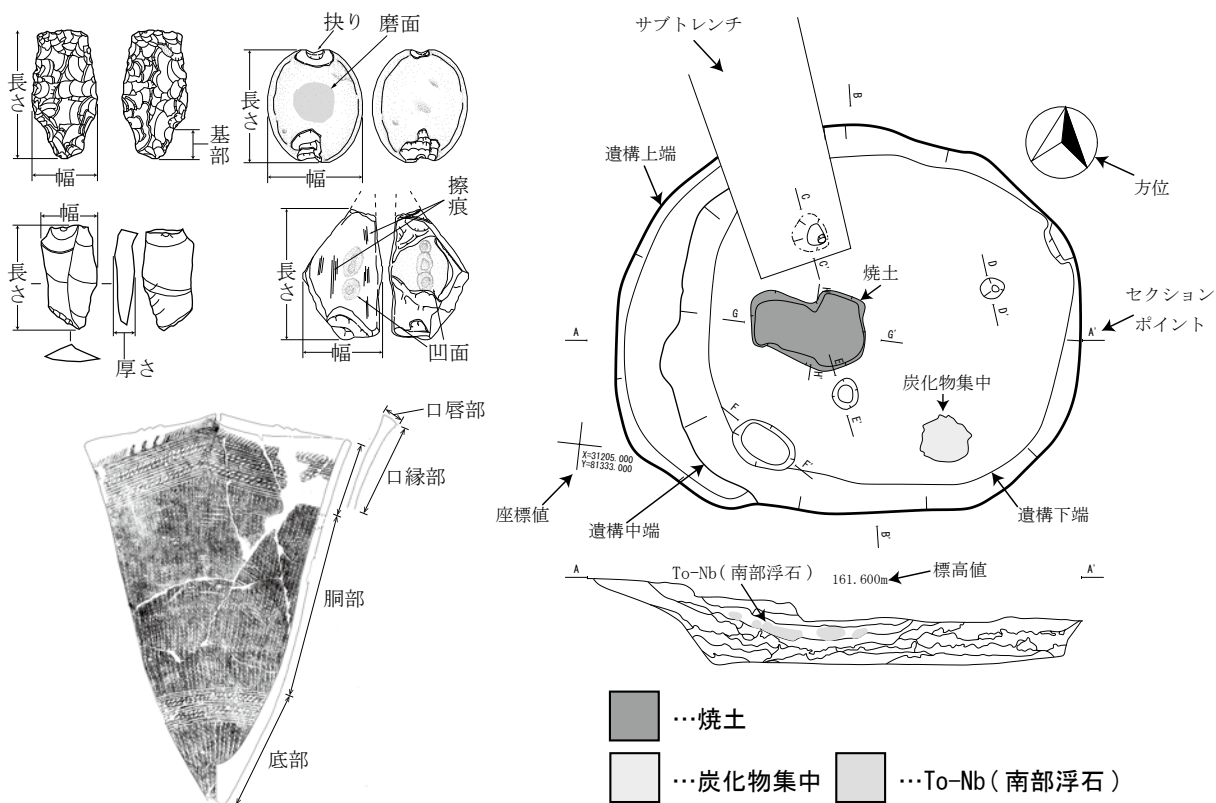 長さ
幅
基部
抉り
磨面
長さ
幅
幅
長さ
厚さ
擦痕
長さ
幅
凹面
口唇部
口縁部
胴部
底部
サブトレンチ
遺構上端
方位
焼土
セクション
ポイント
炭化物集中
座標値
遺構中端
遺構下端
B
C
C'
D
D'
H
G
G'
A
A'
E
H'
E'
F
F'
X=31205.000
Y=81333.000
B'
To-Nb(南部浮石)
161.600m
標高値
A
A'
…焼土
…炭化物集中
…To-Nb(南部浮石)